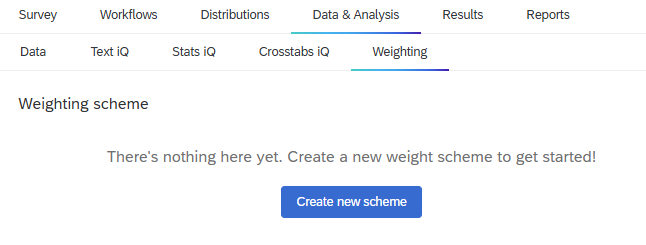 Survey Workflows Distributions Data & Analysis Results Reports
Data Text iQ Stats iQ Crosstabs iQ Weighting
Weighting scheme
There's nothing here yet. Create a new weight scheme to get started!
Create new scheme